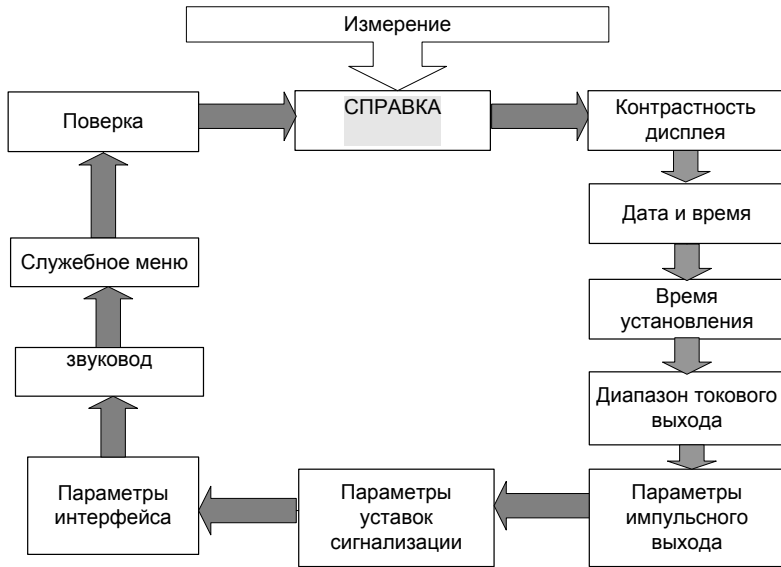 Измерение
СПРАВКА
Поверка
Контрастность
дисплея
Дата и время
Служебное меню
Время
установления
звуковод
Диапазон токового
выхода
Параметры
интерфейса
Параметры
уставок
сигнализации
Параметры
импульсного
выхода